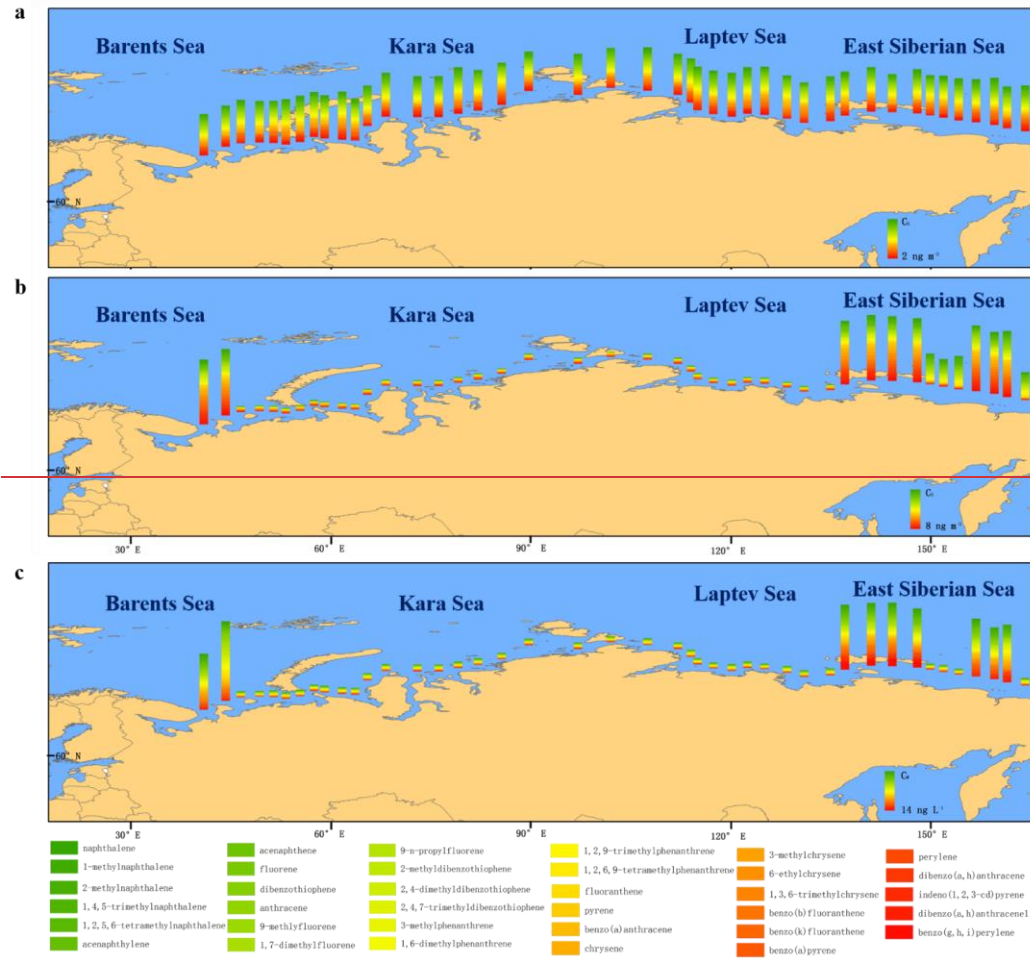 a
Barents Sea
Kara Sea
Laptev Sea
East Siberian Sea
60° N
2 ng m⁻³
b
Barents Sea
Kara Sea
Laptev Sea
East Siberian Sea
60° N
8 ng m⁻³
30° E
60° E
90° E
120° E
150° E
c
Barents Sea
Kara Sea
Laptev Sea
East Siberian Sea
60° N
14 ng L⁻¹
30° E
60° E
90° E
120° E
150° E
naphthalene
1-methylnaphthalene
2-methylnaphthalene
1,4,5-trimethylnaphthalene
1,2,5,6-tetramethylnaphthalene
acenaphthylene
acenaphthene
fluorene
dibenzothiophene
anthracene
9-methlyfluorene
1,7-dimethylfluorene
9-n-propylfluorene
2-methyldibenzothiophene
2,4-dimethyldibenzothiophene
2,4,7-trimethyldibenzothiophene
3-methylphenanthrene
1,6-dimethylphenanthrene
1,2,9-trimethylphenanthrene
1,2,6,9-tetramethylphenanthrene
fluoranthene
pyrene
benzo(a)anthracene
chrysene
3-methylchrysene
6-ethylchrysene
1,3,6-trimethylchrysene
benzo(b)fluoranthene
benzo(k)fluoranthene
benzo(a)pyrene
perylene
dibenzo(a,h)anthracene
indeno(1,2,3-cd)pyrene
dibenzo(a,h)anthracenel
benzo(g,h,i)perylene